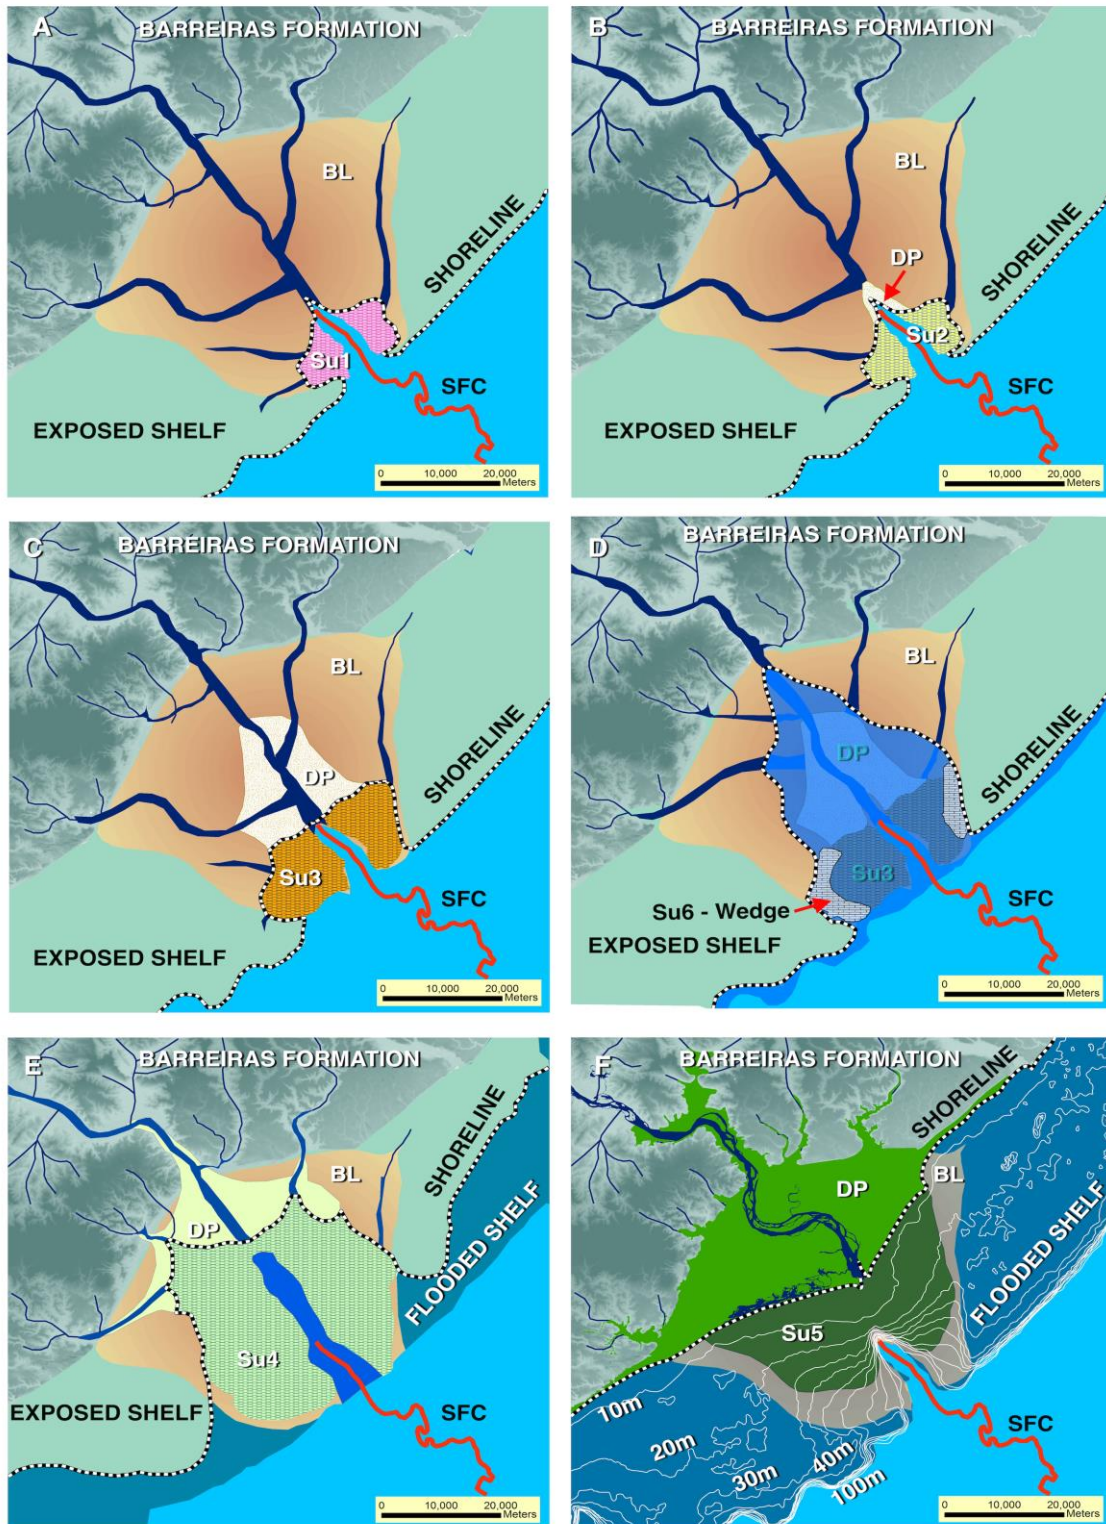 A
BARREIRAS FORMATION
BL
SHORELINE
Su1
SFC
EXPOSED SHELF
0 10,000 20,000
Meters
B
BARREIRAS FORMATION
BL
DP
SHORELINE
Su2
SFC
EXPOSED SHELF
0 10,000 20,000
Meters
C
BARREIRAS FORMATION
BL
DP
SHORELINE
Su3
SFC
EXPOSED SHELF
0 10,000 20,000
Meters
D
BARREIRAS FORMATION
BL
DP
SHORELINE
Su3
SFC
Su6 - Wedge
EXPOSED SHELF
0 10,000 20,000
Meters
E
BARREIRAS FORMATION
BL
SHORELINE
DP
FLOODED SHELF
Su4
EXPOSED SHELF
SFC
0 10,000 20,000
Meters
F
BARREIRAS FORMATION
SHORELINE
BL
DP
FLOODED SHELF
Su5
SFC
10m
20m
30m
40m
100m
0 10,000 20,000
Meters